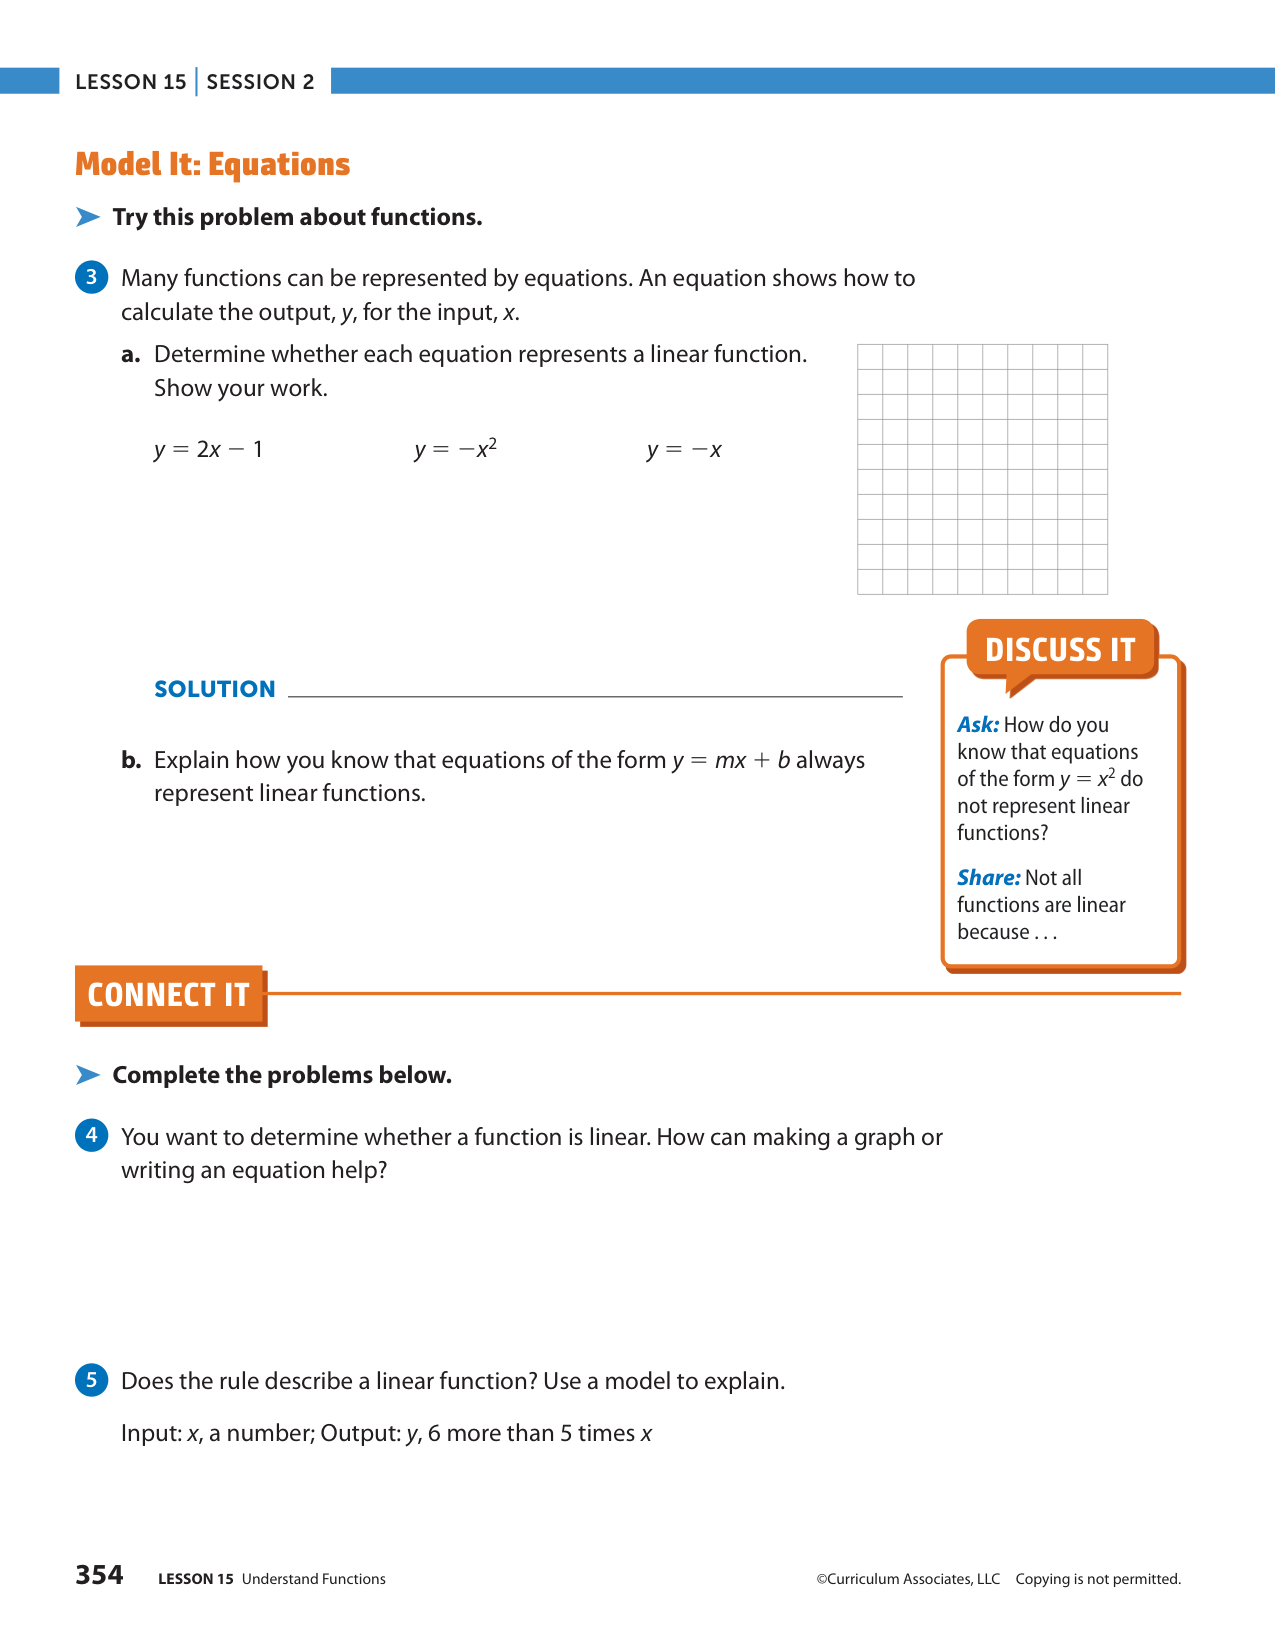 LESSON 15 | SESSION 2
Model It: Equations
Try this problem about functions.
3 Many functions can be represented by equations. An equation shows how to
calculate the output, y, for the input, x.
a. Determine whether each equation represents a linear function.
Show your work.
y = 2x − 1 y = −x² y = −x
SOLUTION
b. Explain how you know that equations of the form y = mx + b always
represent linear functions.
DISCUSS IT
Ask: How do you
know that equations
of the form y = x² do
not represent linear
functions?
Share: Not all
functions are linear
because . . .
CONNECT IT
Complete the problems below.
4 You want to determine whether a function is linear. How can making a graph or
writing an equation help?
5 Does the rule describe a linear function? Use a model to explain.
Input: x, a number; Output: y, 6 more than 5 times x
354 LESSON 15 Understand Functions ©Curriculum Associates, LLC Copying is not permitted.